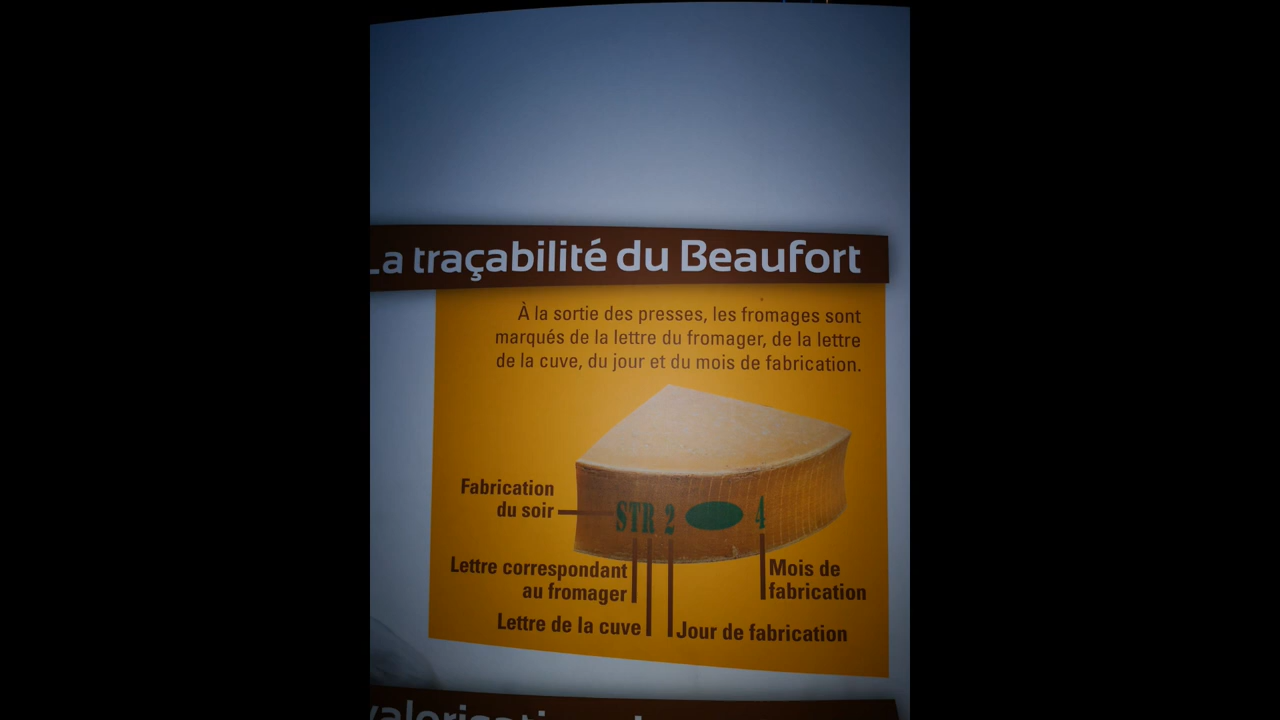 La traçabilité du Beaufort
À la sortie des presses, les fromages sont
marqués de la lettre du fromager, de la lettre
de la cuve, du jour et du mois de fabrication.
Fabrication
du soir
STR 2 4
Lettre correspondant
au fromager
Mois de
fabrication
Lettre de la cuve
Jour de fabrication